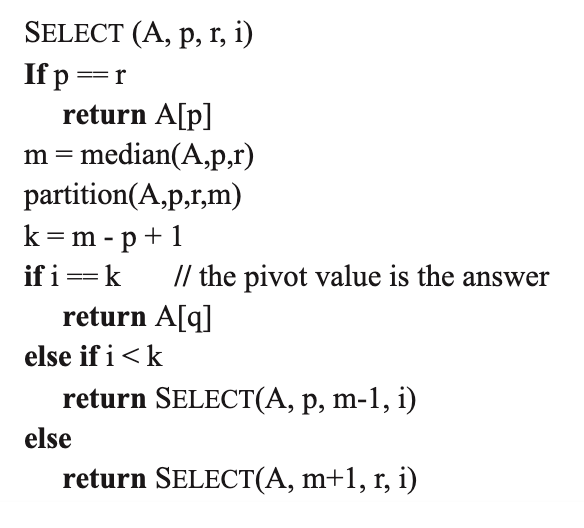 SELECT (A, p, r, i)
If p == r
return A[p]
m = median(A,p,r)
partition(A,p,r,m)
k = m - p + 1
if i == k // the pivot value is the answer
return A[q]
else if i < k
return SELECT(A, p, m-1, i)
else
return SELECT(A, m+1, r, i)